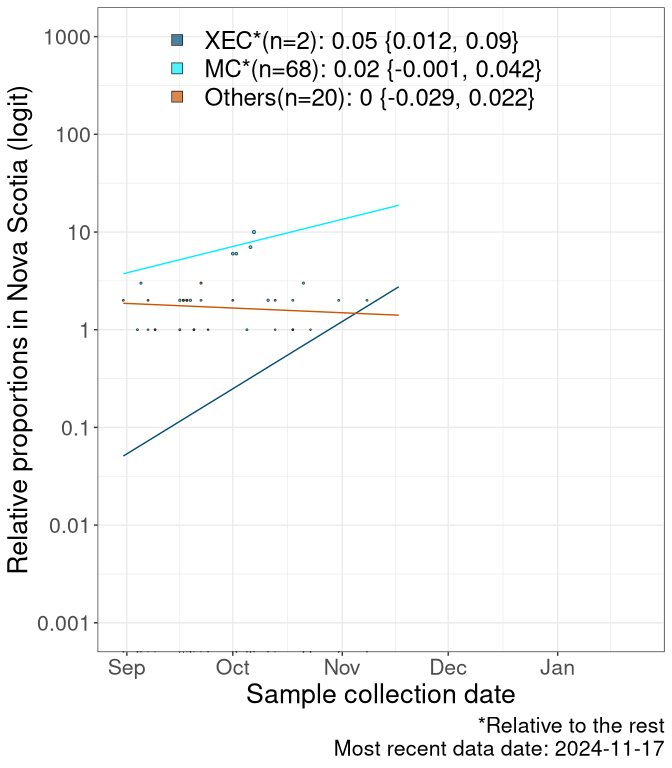 XEC*(n=2): 0.05 {0.012, 0.09}
MC*(n=68): 0.02 {-0.001, 0.042}
Others(n=20): 0 {-0.029, 0.022}
Relative proportions in Nova Scotia (logit)
1000
100
10
1
0.1
0.01
0.001
Sep Oct Nov Dec Jan
Sample collection date
*Relative to the rest
Most recent data date: 2024-11-17